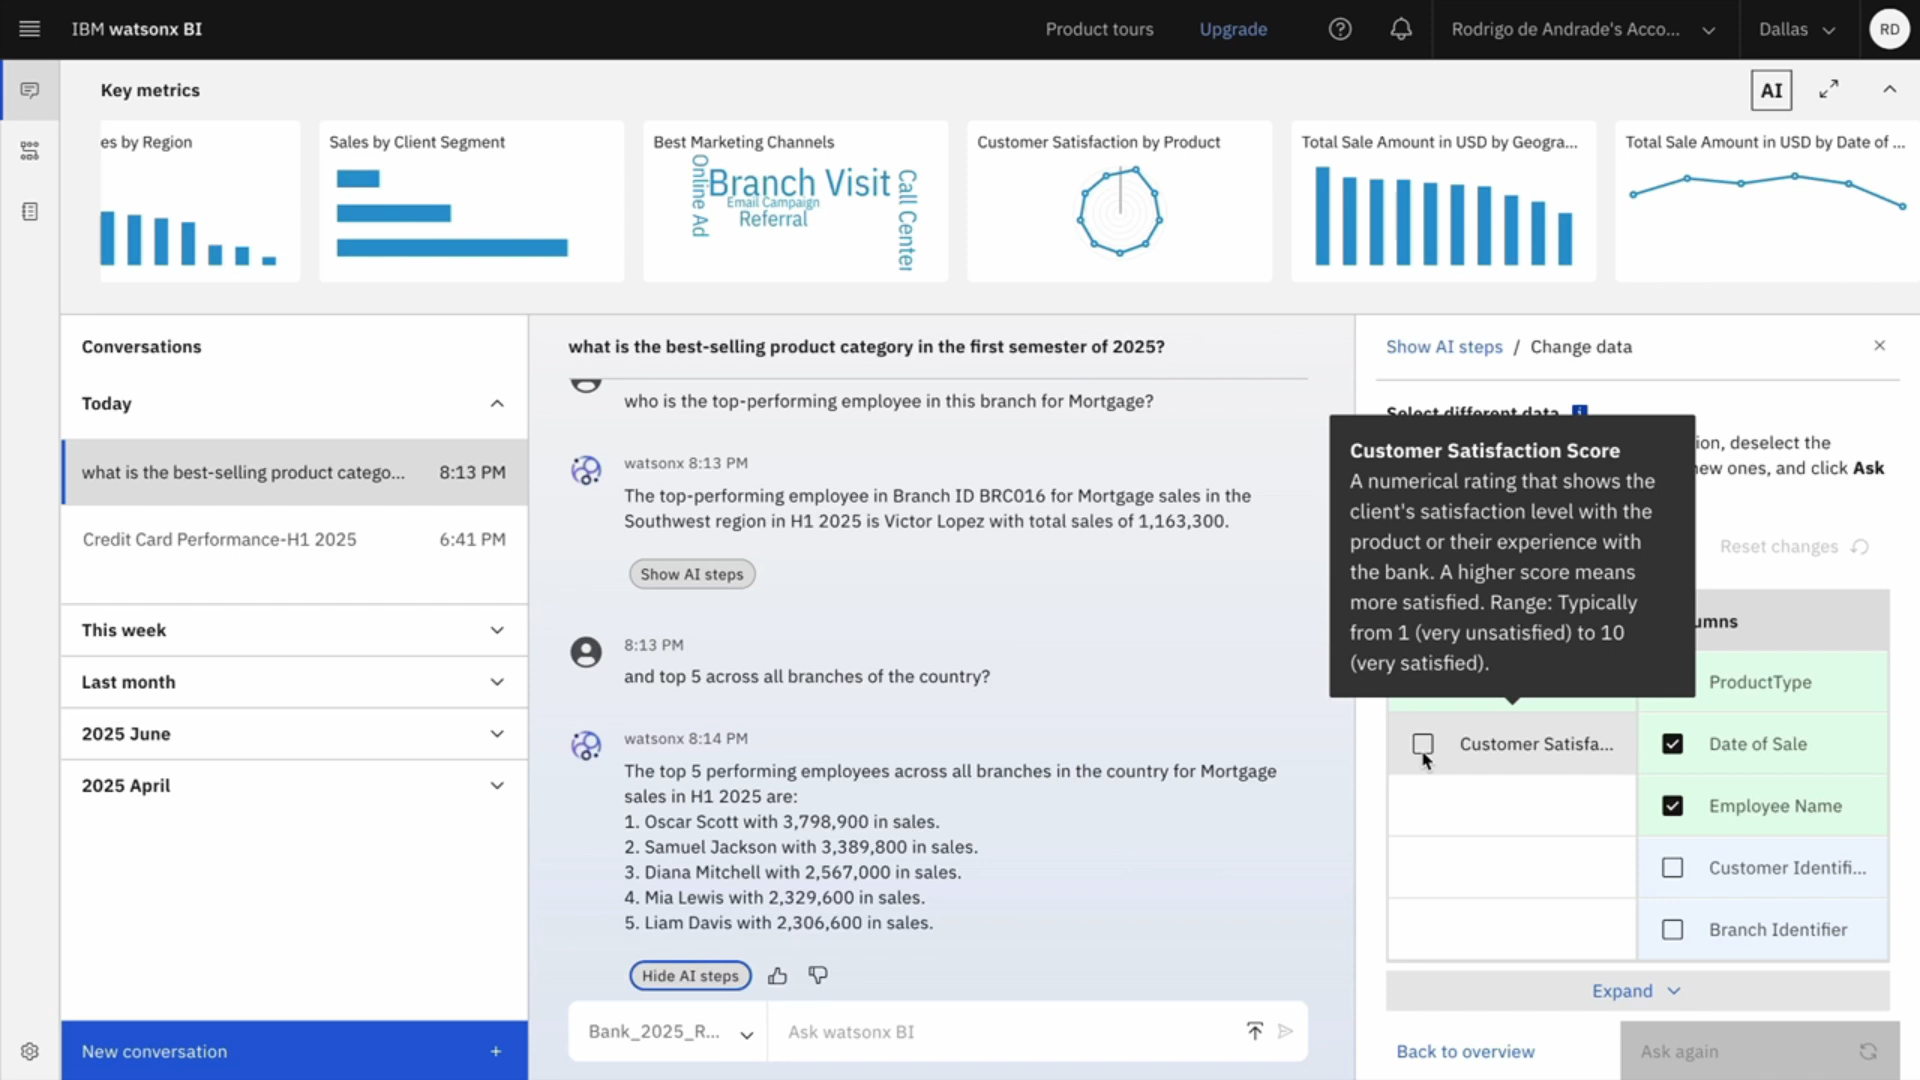 IBM watsonx BI
Product tours
Upgrade
Rodrigo de Andrade's Acco...
Dallas
RD
Key metrics
AI
es by Region
Sales by Client Segment
Best Marketing Channels
Online Ad
Branch Visit
Email Campaign
Referral
Call Center
Customer Satisfaction by Product
Total Sale Amount in USD by Geogra...
Total Sale Amount in USD by Date of ...
Conversations
Today
what is the best-selling product catego... 8:13 PM
Credit Card Performance-H1 2025 6:41 PM
This week
Last month
2025 June
2025 April
New conversation +
what is the best-selling product category in the first semester of 2025?
who is the top-performing employee in this branch for Mortgage?
watsonx 8:13 PM
The top-performing employee in Branch ID BRC016 for Mortgage sales in the
Southwest region in H1 2025 is Victor Lopez with total sales of 1,163,300.
Show AI steps
8:13 PM
and top 5 across all branches of the country?
watsonx 8:14 PM
The top 5 performing employees across all branches in the country for Mortgage
sales in H1 2025 are:
1. Oscar Scott with 3,798,900 in sales.
2. Samuel Jackson with 3,389,800 in sales.
3. Diana Mitchell with 2,567,000 in sales.
4. Mia Lewis with 2,329,600 in sales.
5. Liam Davis with 2,306,600 in sales.
Hide AI steps
Bank_2025_R...
Ask watsonx BI
Show AI steps / Change data
Select different data
ion, deselect the
new ones, and click Ask
Reset changes
Customer Satisfaction Score
A numerical rating that shows the
client's satisfaction level with the
product or their experience with
the bank. A higher score means
more satisfied. Range: Typically
from 1 (very unsatisfied) to 10
(very satisfied).
umns
ProductType
Customer Satisfa...
Date of Sale
Employee Name
Customer Identifi...
Branch Identifier
Expand
Back to overview
Ask again